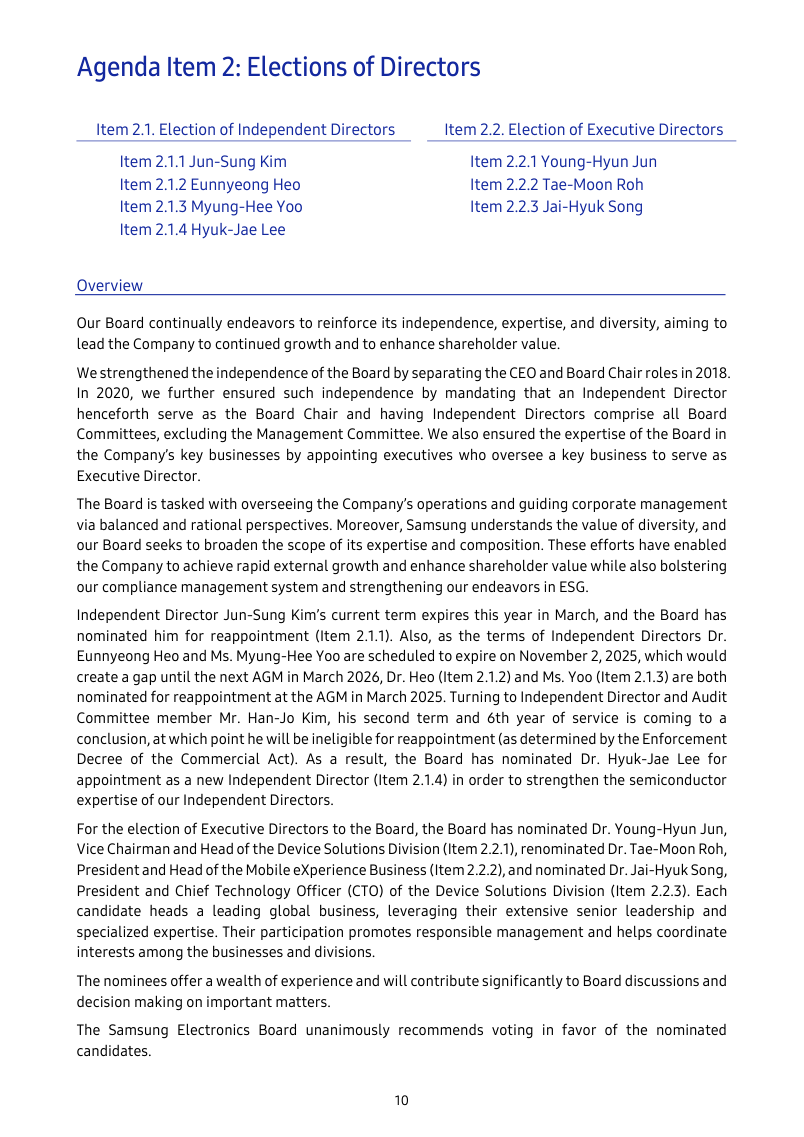 Agenda Item 2: Elections of Directors
Item 2.1. Election of Independent Directors
Item 2.1.1 Jun-Sung Kim
Item 2.1.2 Eunnyeong Heo
Item 2.1.3 Myung-Hee Yoo
Item 2.1.4 Hyuk-Jae Lee
Item 2.2. Election of Executive Directors
Item 2.2.1 Young-Hyun Jun
Item 2.2.2 Tae-Moon Roh
Item 2.2.3 Jai-Hyuk Song
Overview
Our Board continually endeavors to reinforce its independence, expertise, and diversity, aiming to
lead the Company to continued growth and to enhance shareholder value.
We strengthened the independence of the Board by separating the CEO and Board Chair roles in 2018.
In 2020, we further ensured such independence by mandating that an Independent Director
henceforth serve as the Board Chair and having Independent Directors comprise all Board
Committees, excluding the Management Committee. We also ensured the expertise of the Board in
the Company's key businesses by appointing executives who oversee a key business to serve as
Executive Director.
The Board is tasked with overseeing the Company's operations and guiding corporate management
via balanced and rational perspectives. Moreover, Samsung understands the value of diversity, and
our Board seeks to broaden the scope of its expertise and composition. These efforts have enabled
the Company to achieve rapid external growth and enhance shareholder value while also bolstering
our compliance management system and strengthening our endeavors in ESG.
Independent Director Jun-Sung Kim's current term expires this year in March, and the Board has
nominated him for reappointment (Item 2.1.1). Also, as the terms of Independent Directors Dr.
Eunnyeong Heo and Ms. Myung-Hee Yoo are scheduled to expire on November 2, 2025, which would
create a gap until the next AGM in March 2026, Dr. Heo (Item 2.1.2) and Ms. Yoo (Item 2.1.3) are both
nominated for reappointment at the AGM in March 2025. Turning to Independent Director and Audit
Committee member Mr. Han-Jo Kim, his second term and 6th year of service is coming to a
conclusion, at which point he will be ineligible for reappointment (as determined by the Enforcement
Decree of the Commercial Act). As a result, the Board has nominated Dr. Hyuk-Jae Lee for
appointment as a new Independent Director (Item 2.1.4) in order to strengthen the semiconductor
expertise of our Independent Directors.
For the election of Executive Directors to the Board, the Board has nominated Dr. Young-Hyun Jun,
Vice Chairman and Head of the Device Solutions Division (Item 2.2.1), renominated Dr. Tae-Moon Roh,
President and Head of the Mobile eXperience Business (Item 2.2.2), and nominated Dr. Jai-Hyuk Song,
President and Chief Technology Officer (CTO) of the Device Solutions Division (Item 2.2.3). Each
candidate heads a leading global business, leveraging their extensive senior leadership and
specialized expertise. Their participation promotes responsible management and helps coordinate
interests among the businesses and divisions.
The nominees offer a wealth of experience and will contribute significantly to Board discussions and
decision making on important matters.
The Samsung Electronics Board unanimously recommends voting in favor of the nominated
candidates.
10